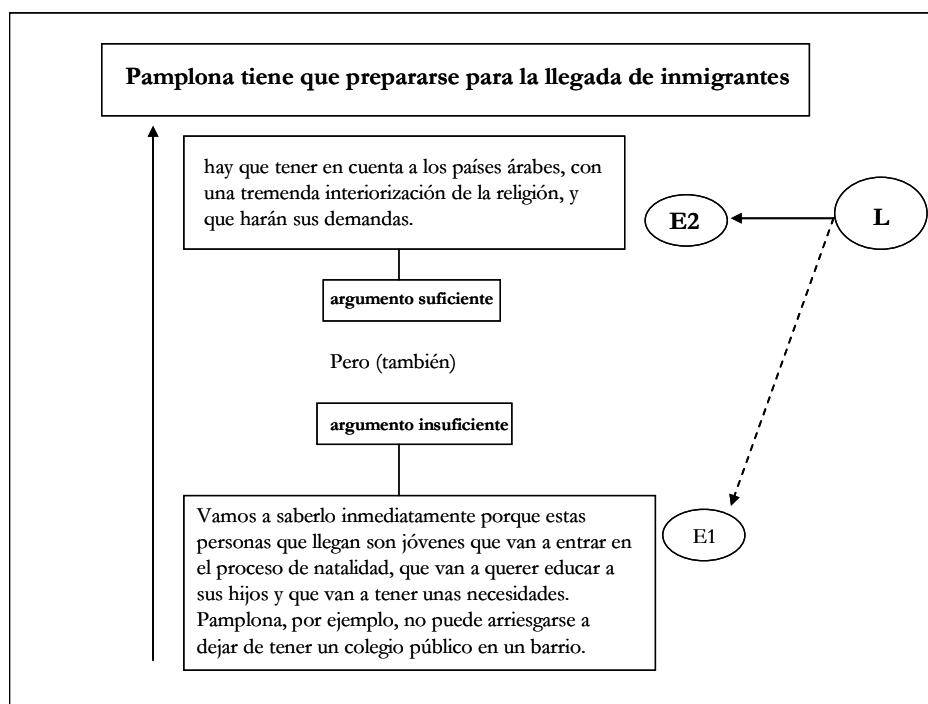 Pamplona tiene que prepararse para la llegada de inmigrantes
hay que tener en cuenta a los países árabes, con
una tremenda interiorización de la religión, y
que harán sus demandas.
E2
L
argumento suficiente
Pero (también)
argumento insuficiente
Vamos a saberlo inmediatamente porque estas
personas que llegan son jóvenes que van a entrar en
el proceso de natalidad, que van a querer educar a
sus hijos y que van a tener unas necesidades.
Pamplona, por ejemplo, no puede arriesgarse a
dejar de tener un colegio público en un barrio.
E1